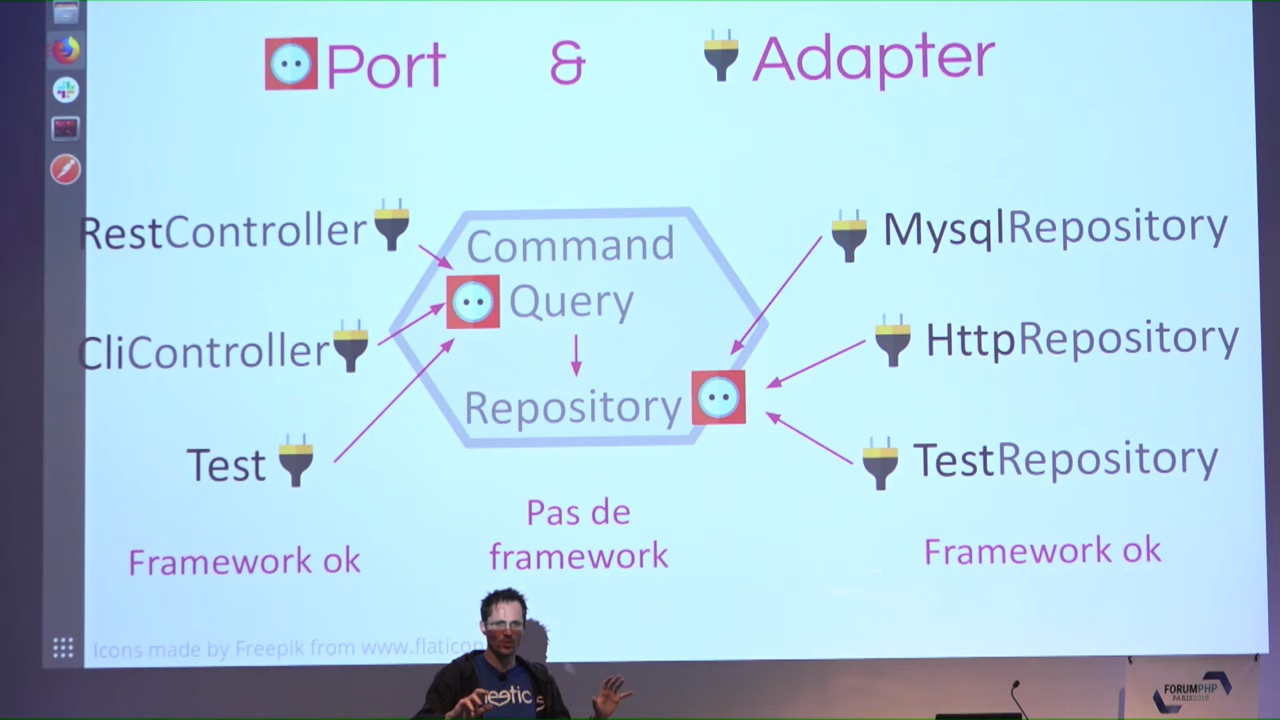 Port & Adapter
RestController
Command
MysqlRepository
Query
CliController
HttpRepository
Repository
Test
TestRepository
Pas de
framework
Framework ok
Framework ok
Icons made by Freepik from www.flaticon
FORUMPHP
PARIS2019